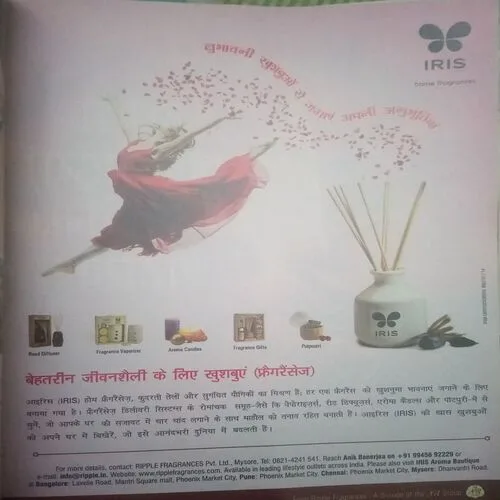 IRIS
home fragrances
लुभावनी खुशबुओं से सजाएं अपनी अनुभूतियां
IRIS
Reed Diffuser
Fragrance Vaporizer
Aroma Candles
Fragrance Gifts
Potpourri
बेहतरीन जीवनशैली के लिए खुशबुएं (फ्रैगरेंसेज)
आइरिस (IRIS) होम फ्रैगरेंसेज, कुदरती तेलों और सुगंधित यौगिकों का मिश्रण है; हर एक फ्रैगरेंस को खुशनुमा भावनाएं जगाने के लिए
बनाया गया है। फ्रैगरेंस डिलीवरी सिस्टम्स के रोमांचक समूह-जैसे कि वेपोराइजर्स, रीड डिफ्यूजर्स, एरोमा कैंडल्स और पोटपुरी-में से
चुनें, जो आपके घर की सजावट में चार चांद लगाने के साथ माहौल को तनाव रहित बनाती हैं। आइरिस (IRIS) की खास खुशबुओं
को अपने घर में बिखेरें, जो इसे आनंदभरी दुनिया में बदलती हैं।
For more details, contact: RIPPLE FRAGRANCES Pvt. Ltd., Mysore, Tel: 0821-4241 541. Reach Anik Banerjea on +91 99456 92229 or
e-mail: info@ripple.in. Website: www.ripplefragrances.com. Available in leading lifestyle outlets across India. Please also visit IRIS Aroma Boutique
in Bangalore: Lavelle Road, Mantri Square mall, Phoenix Market City, Pune: Phoenix Market City, Chennai: Phoenix Market City, Mysore: Dharvanth Road.